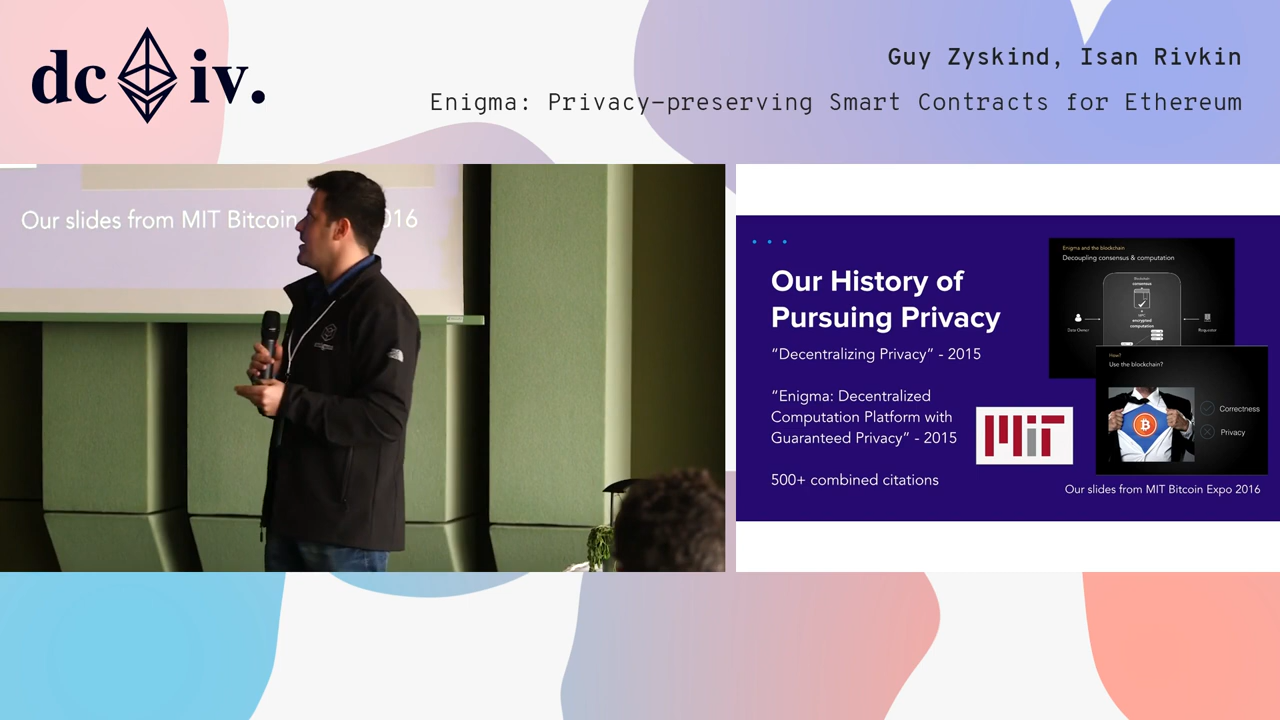 dc iv.
Guy Zyskind, Isan Rivkin
Enigma: Privacy-preserving Smart Contracts for Ethereum
Our slides from MIT Bitcoin
016
Our History of
Pursuing Privacy
“Decentralizing Privacy” - 2015
“Enigma: Decentralized
Computation Platform with
Guaranteed Privacy” - 2015
500+ combined citations
MiT
Enigma and the blockchain
Decoupling consensus & computation
Blockchain
consensus
MPC
encrypted
computation
Data Owner
Requester
How?
Use the blockchain?
Correctness
Privacy
Our slides from MIT Bitcoin Expo 2016